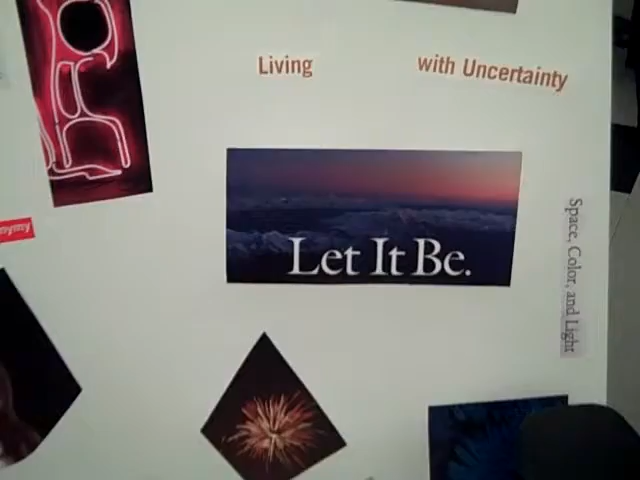 Living
with Uncertainty
Let It Be.
Space, Color, and Light